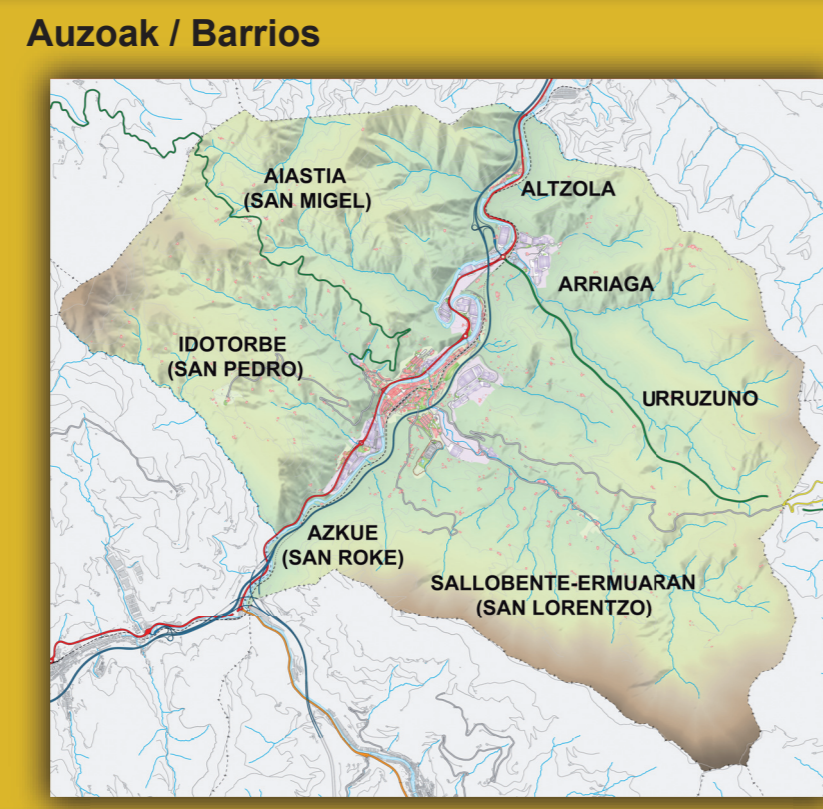 Auzoak / Barrios
AIASTIA
(SAN MIGEL)
ALTZOLA
ARRIAGA
IDOTORBE
(SAN PEDRO)
URRUZUNO
AZKUE
(SAN ROKE)
SALLOBENTE-ERMUARAN
(SAN LORENTZO)